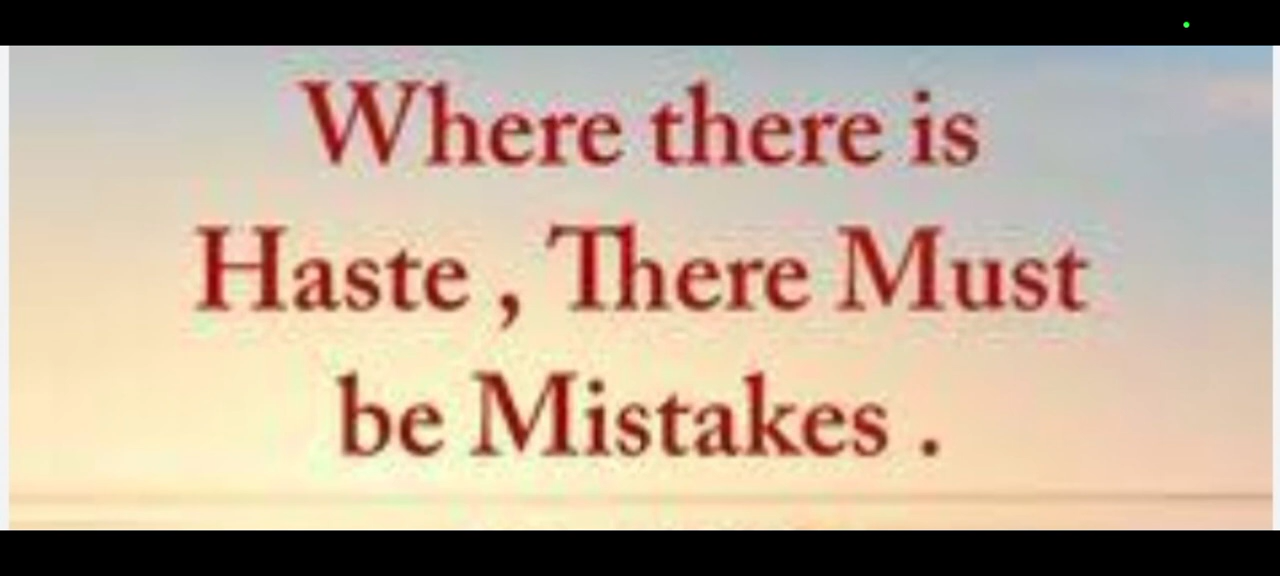 Where there is
Haste , There Must
be Mistakes .